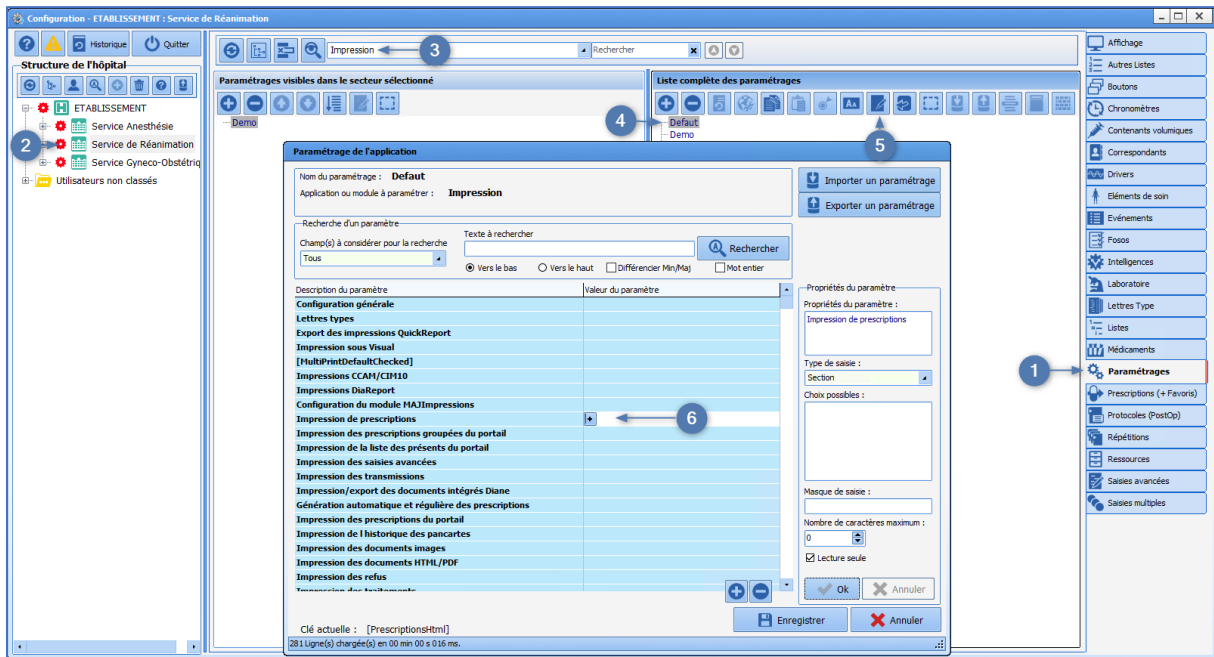 Configuration - ETABLISSEMENT : Service de Réanimation
Historique
Quitter
Structure de l'hôpital
ETABLISSEMENT
Service Anesthésie
2
Service de Réanimation
Service Gyneco-Obstétriq
Utilisateurs non classés
Impression
3
Rechercher
Paramétrages visibles dans le secteur sélectionné
Demo
Liste complète des paramétrages
4
Defaut
Demo
5
Paramétrage de l'application
Nom du paramétrage : Defaut
Application ou module à paramétrer : Impression
Importer un paramétrage
Exporter un paramétrage
Recherche d'un paramètre
Champ(s) à considérer pour la recherche
Tous
Texte à rechercher
Rechercher
Vers le bas
Vers le haut
Différencier Min/Maj
Mot entier
Description du paramètre
Valeur du paramètre
Configuration générale
Lettres types
Export des impressions QuickReport
Impression sous Visual
[MultiPrintDefaultChecked]
Impressions CCAM/CIM10
Impressions DiaReport
Configuration du module MAJImpressions
Impression de prescriptions
6
Impression des prescriptions groupées du portail
Impression de la liste des présents du portail
Impression des saisies avancées
Impression des transmissions
Impression/export des documents intégrés Diane
Génération automatique et régulière des prescriptions
Impression des prescriptions du portail
Impression de l historique des pancartes
Impression des documents images
Impression des documents HTML/PDF
Impression des refus
Impression des traitements
Propriétés du paramètre
Propriétés du paramètre :
Impression de prescriptions
Type de saisie :
Section
Choix possibles :
Masque de saisie :
Nombre de caractères maximum :
0
Lecture seule
Ok
Annuler
Enregistrer
Annuler
Clé actuelle : [PrescriptionsHtml]
281 Ligne(s) chargée(s) en 00 min 00 s 016 ms.
Affichage
Autres Listes
Boutons
Chronomètres
Contenants volumiques
Correspondants
Drivers
Eléments de soin
Evénements
Fosos
Intelligences
Laboratoire
Lettres Type
Listes
Médicaments
1
Paramétrages
Prescriptions (+ Favoris)
Protocoles (PostOp)
Répétitions
Ressources
Saisies avancées
Saisies multiples